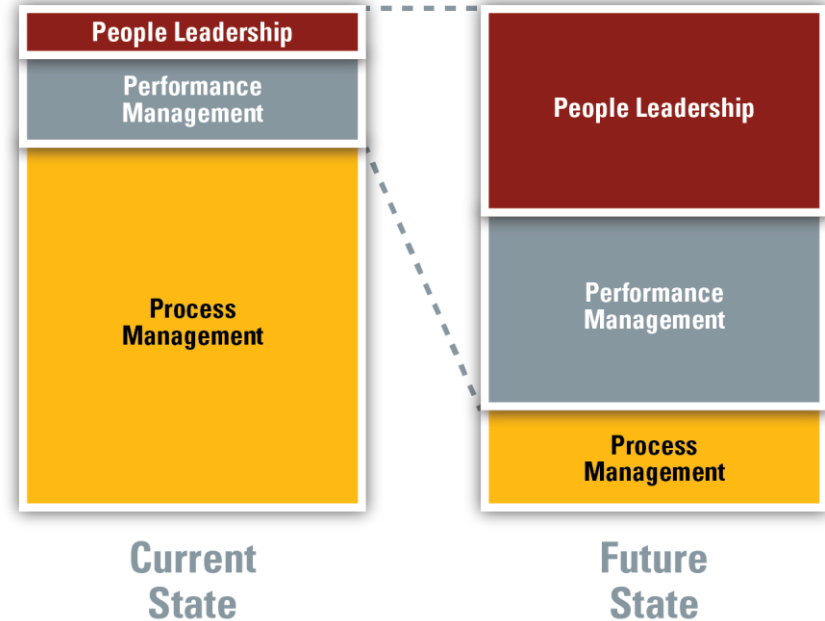 People Leadership
Performance
Management
Process
Management
Current
State
People Leadership
Performance
Management
Process
Management
Future
State